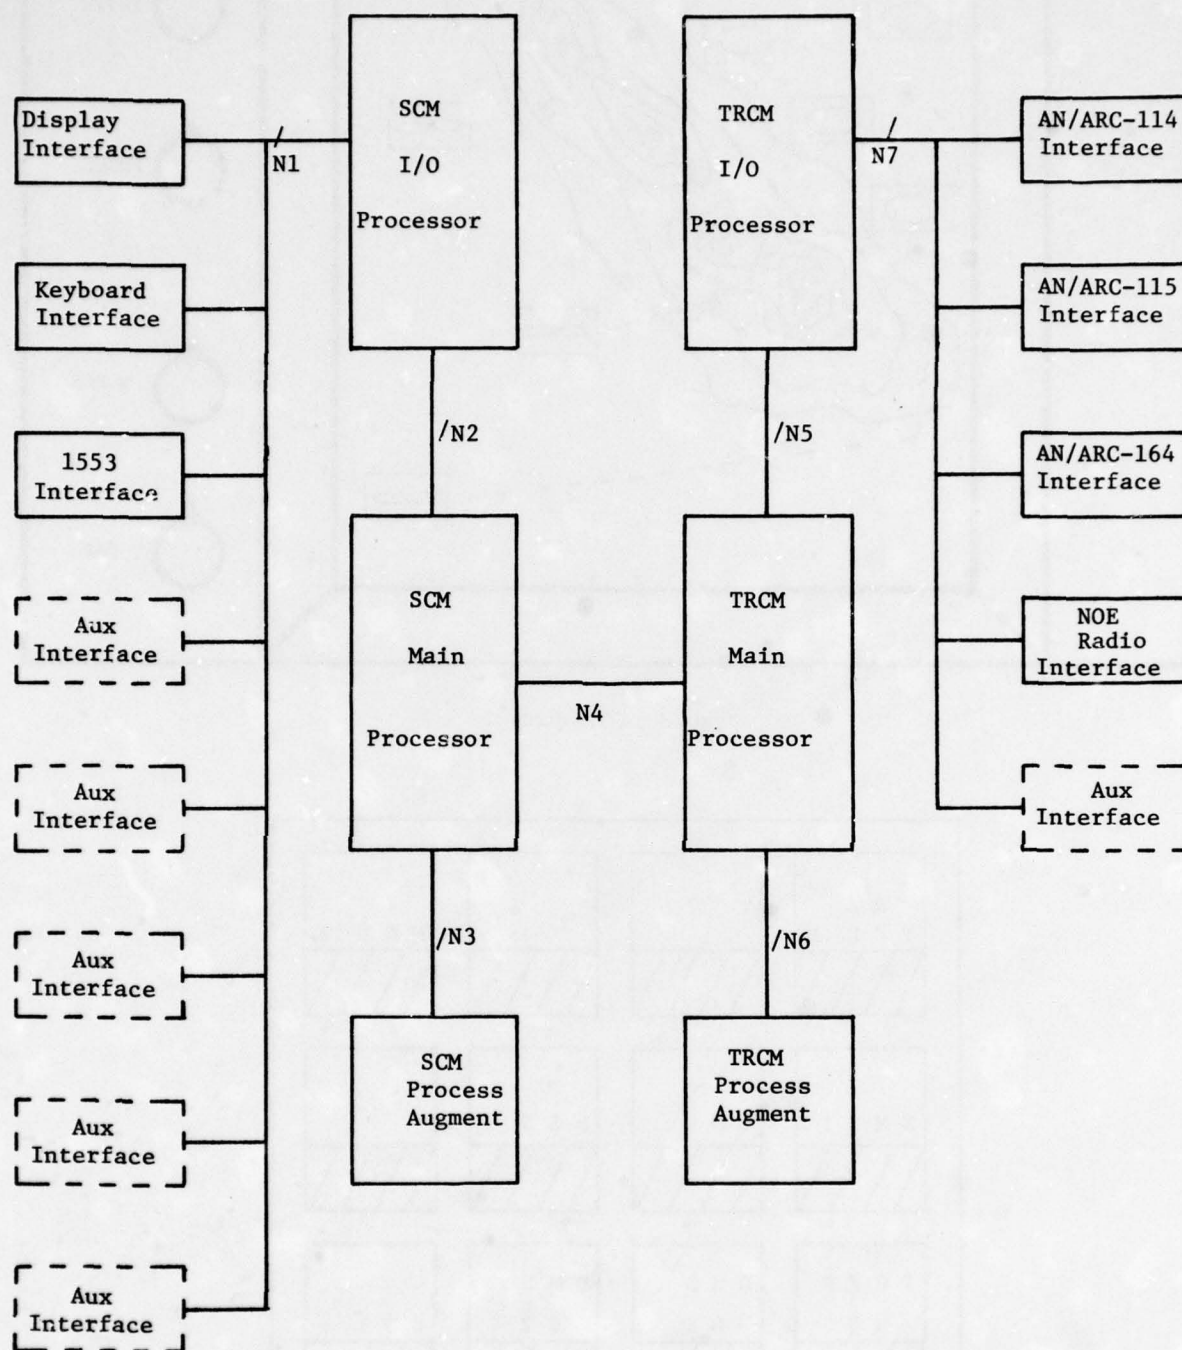 Display
Interface
Keyboard
Interface
1553
Interface
Aux
Interface
Aux
Interface
Aux
Interface
Aux
Interface
Aux
Interface
N1
SCM
I/O
Processor
/N2
SCM
Main
Processor
/N3
SCM
Process
Augment
N4
TRCM
I/O
Processor
/N5
TRCM
Main
Processor
/N6
TRCM
Process
Augment
N7
AN/ARC-114
Interface
AN/ARC-115
Interface
AN/ARC-164
Interface
NOE
Radio
Interface
Aux
Interface